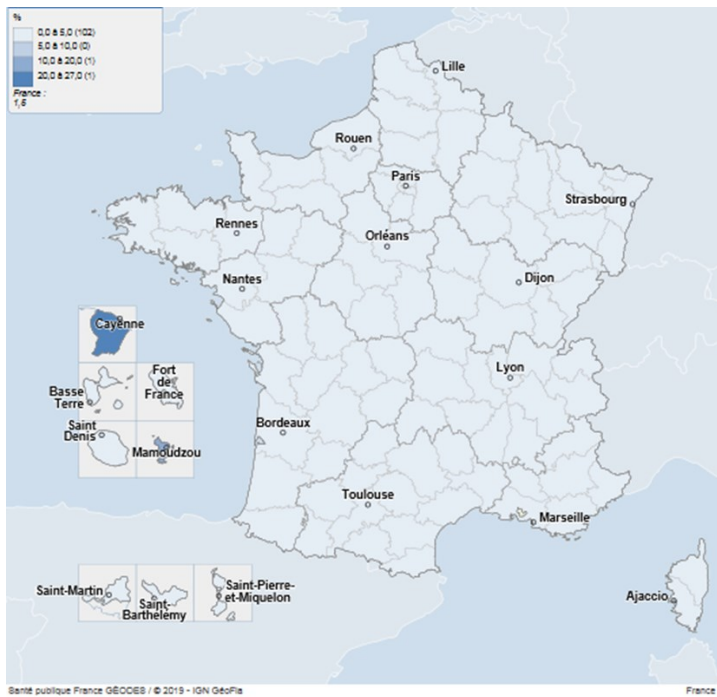 %
0,0 à 5,0 (102)
5,0 à 10,0 (0)
10,0 à 20,0 (1)
20,0 à 27,0 (1)
France :
1,5
Lille
Rouen
Paris
Strasbourg
Rennes
Orléans
Nantes
Dijon
Cayenne
Lyon
Fort
de
France
Basse
Terre
Saint
Denis
Mamoudzou
Bordeaux
Toulouse
Marseille
Saint-Martin
Saint-
Barthélemy
Saint-Pierre-
et-Miquelon
Ajaccio
Santé publique France GÉODES / © 2019 - IGN GéoFla
France